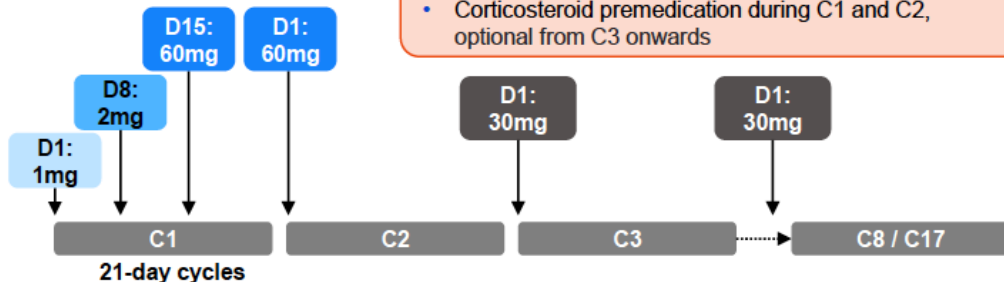 • Corticosteroid premedication during C1 and C2,
optional from C3 onwards
D15:
60mg
D1:
60mg
D8:
2mg
D1:
1mg
D1:
30mg
D1:
30mg
C1
C2
C3
C8 / C17
21-day cycles